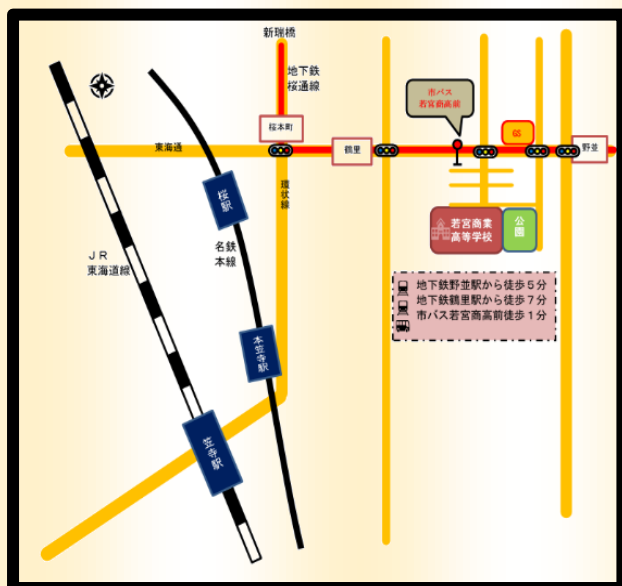 新瑞橋
地下鉄
桜通線
市バス
若宮商高前
桜本町
GS
東海通
鶴里
野並
桜駅
環状線
若宮商業
高等学校
公園
名鉄
本線
ＪＲ
東海道線
地下鉄野並駅から徒歩５分
地下鉄鶴里駅から徒歩７分
市バス若宮商高前徒歩１分
本笠寺駅
笠寺駅